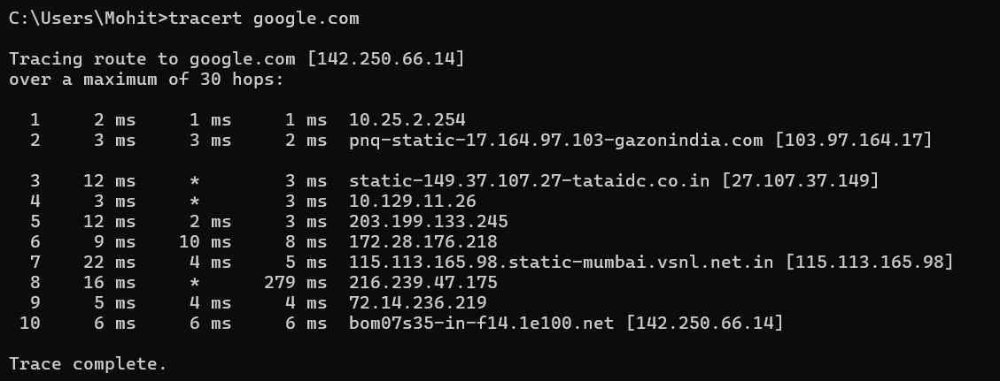 C:\Users\Mohit>tracert google.com
Tracing route to google.com [142.250.66.14]
over a maximum of 30 hops:
1 2 ms 1 ms 1 ms 10.25.2.254
2 3 ms 3 ms 2 ms pnq-static-17.164.97.103-gazonindia.com [103.97.164.17]
3 12 ms * 3 ms static-149.37.107.27-tataidc.co.in [27.107.37.149]
4 3 ms * 3 ms 10.129.11.26
5 12 ms 2 ms 3 ms 203.199.133.245
6 9 ms 10 ms 8 ms 172.28.176.218
7 22 ms 4 ms 5 ms 115.113.165.98.static-mumbai.vsnl.net.in [115.113.165.98]
8 16 ms * 279 ms 216.239.47.175
9 5 ms 4 ms 4 ms 72.14.236.219
10 6 ms 6 ms 6 ms bom07s35-in-f14.1e100.net [142.250.66.14]
Trace complete.